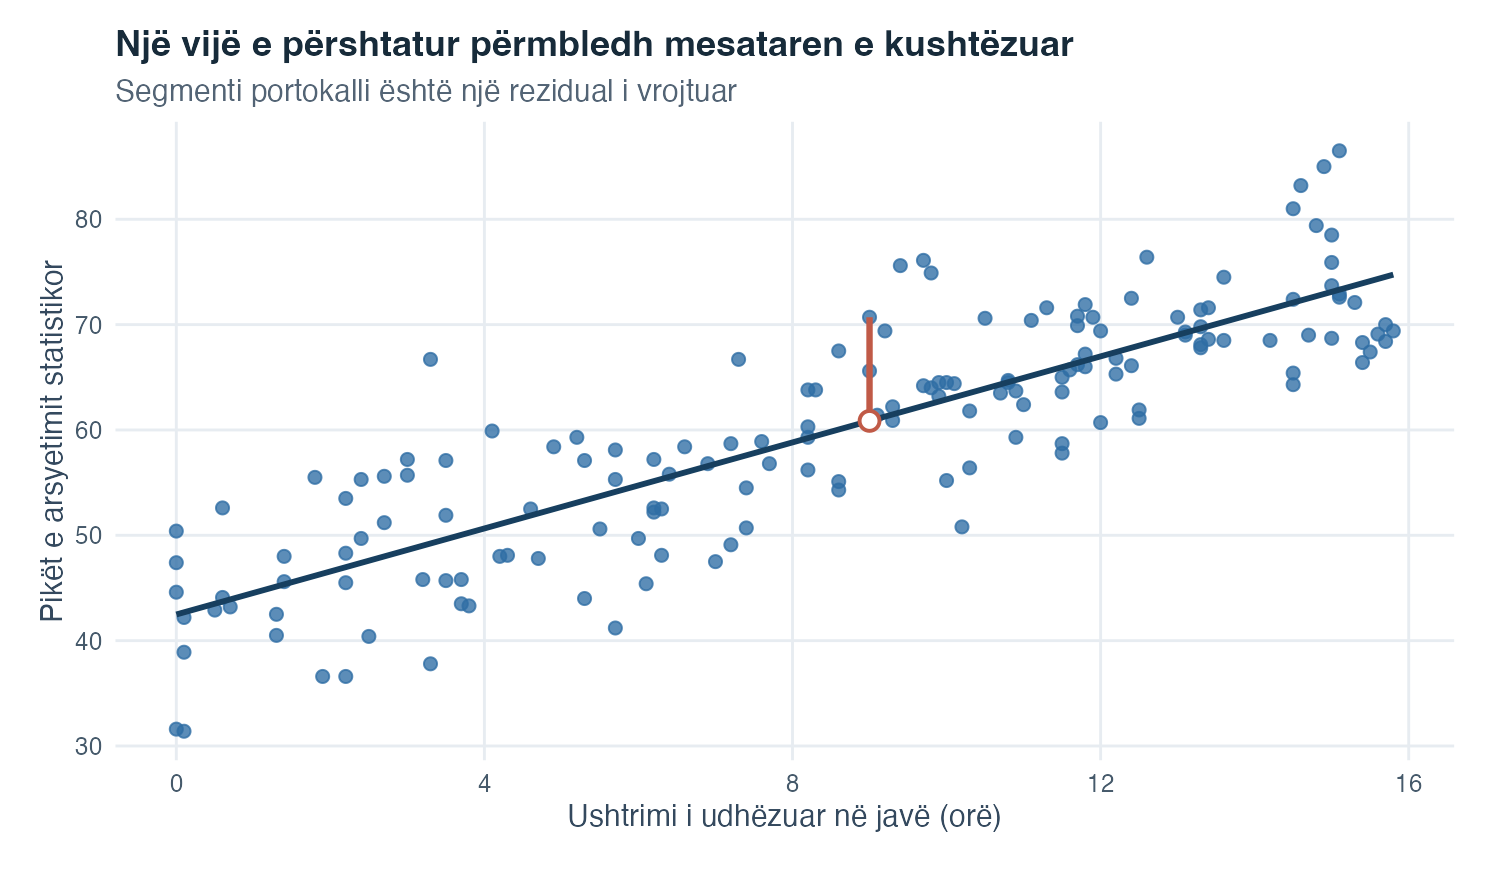 Një vijë e përshtatur përmbledh mesataren e kushtëzuar
Segmenti portokalli është një rezidual i vrojtuar
Pikët e arsyetimit statistikor
80
70
60
50
40
30
0 4 8 12 16
Ushtrimi i udhëzuar në javë (orë)